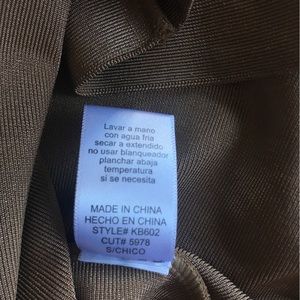 Lavar a mano
con agua fria
secar a extendido
no usar blanqueador
planchar abaja
temperatura
si se necesita
MADE IN CHINA
HECHO EN CHINA
STYLE# KB602
CUT# 5978
S/CHICO